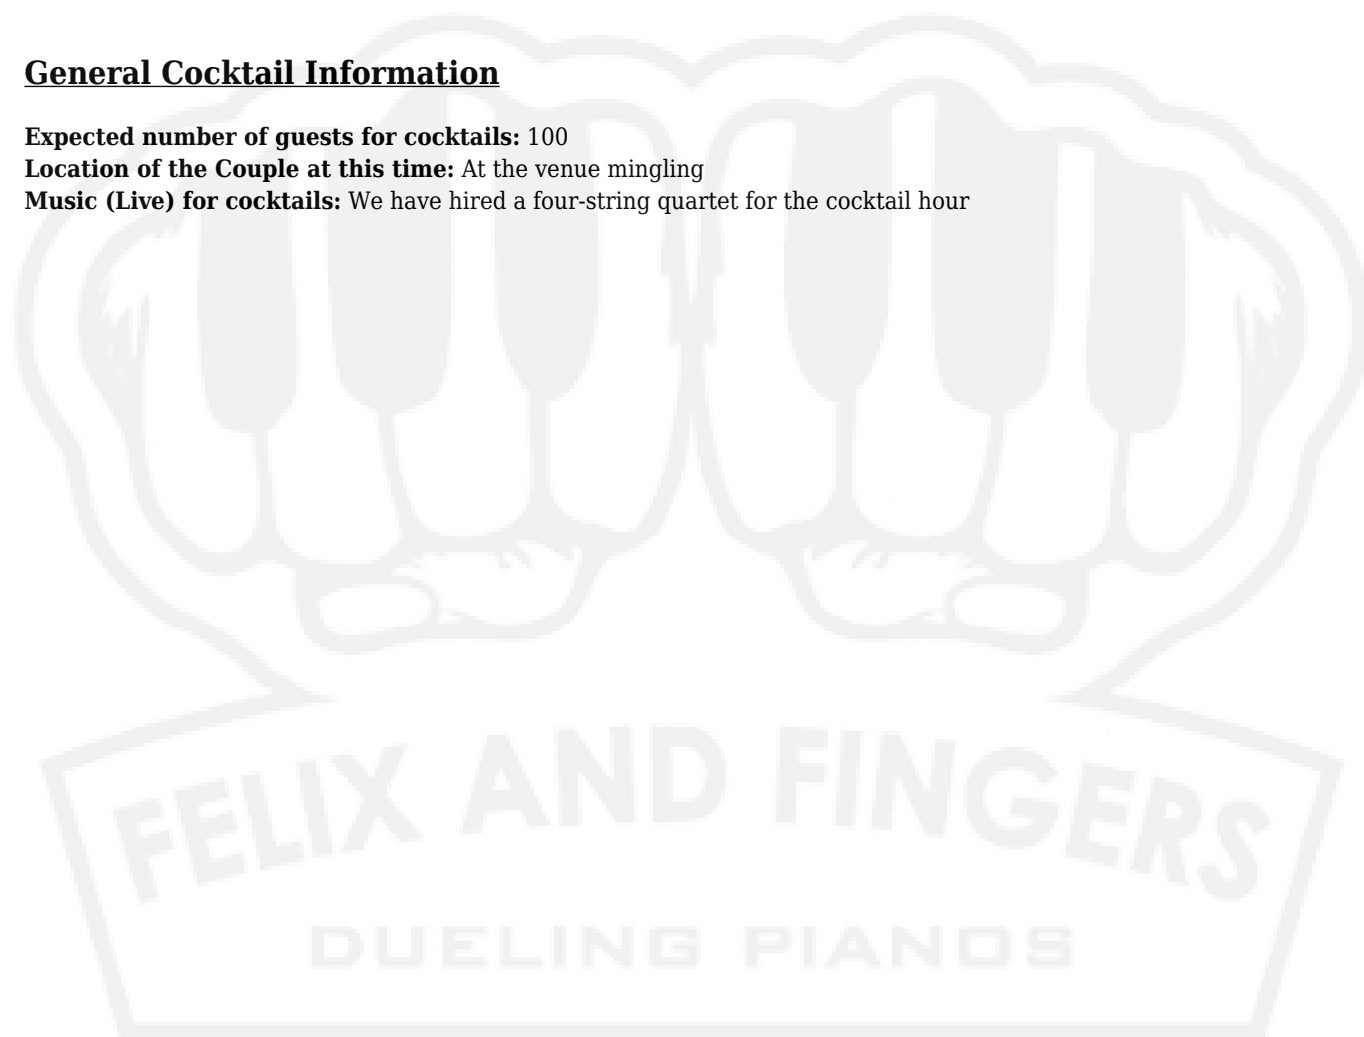 General Cocktail Information
Expected number of guests for cocktails: 100
Location of the Couple at this time: At the venue mingling
Music (Live) for cocktails: We have hired a four-string quartet for the cocktail hour
FELIX AND FINGERS
DUELING PIANOS